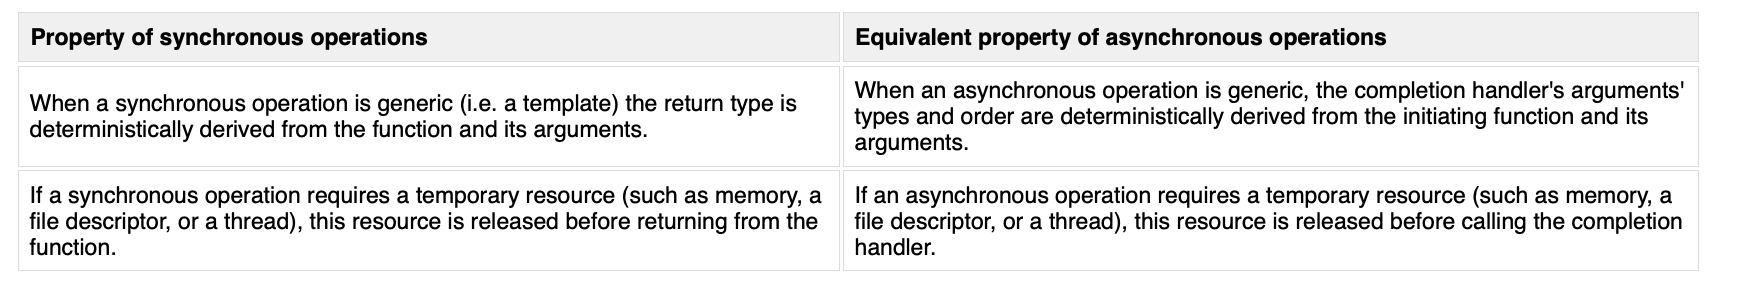 Property of synchronous operations
Equivalent property of asynchronous operations
When a synchronous operation is generic (i.e. a template) the return type is
deterministically derived from the function and its arguments.
When an asynchronous operation is generic, the completion handler's arguments'
types and order are deterministically derived from the initiating function and its
arguments.
If a synchronous operation requires a temporary resource (such as memory, a
file descriptor, or a thread), this resource is released before returning from the
function.
If an asynchronous operation requires a temporary resource (such as memory, a
file descriptor, or a thread), this resource is released before calling the completion
handler.